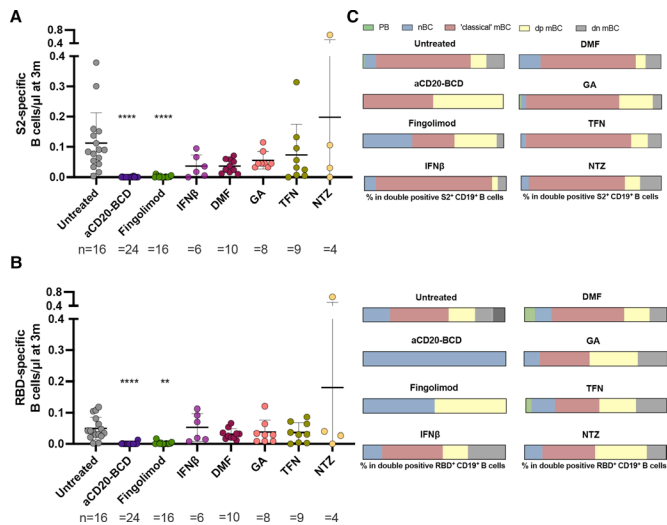 A
S2-specific
B cells/µl at 3m
0.8
0.4
0.4
0.3
0.2
0.1
0.0
**** ****
Untreated
aCD20-BCD
Fingolimod
IFNβ
DMF
GA
TFN
NTZ
n=16 =24 =16 =6 =10 =8 =9 =4
B
RBD-specific
B cells/µl at 3m
0.8
0.4
0.4
0.3
0.2
0.1
0.0
**** **
Untreated
aCD20-BCD
Fingolimod
IFNβ
DMF
GA
TFN
NTZ
n=16 =24 =16 =6 =10 =8 =9 =4
C
PB nBC 'classical' mBC dp mBC dn mBC
Untreated DMF
aCD20-BCD GA
Fingolimod TFN
IFNβ NTZ
% in double positive S2⁺ CD19⁺ B cells % in double positive S2⁺ CD19⁺ B cells
Untreated DMF
aCD20-BCD GA
Fingolimod TFN
IFNβ NTZ
% in double positive RBD⁺ CD19⁺ B cells % in double positive RBD⁺ CD19⁺ B cells